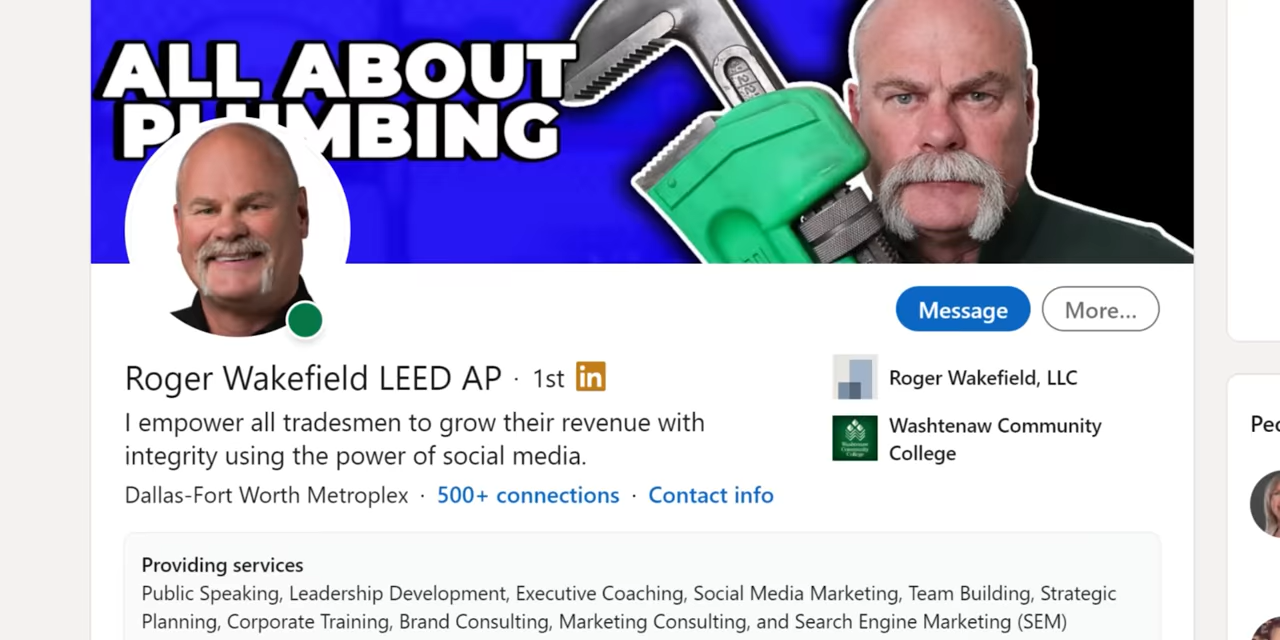 ALL ABOUT
PLUMBING
Message
More...
Roger Wakefield LEED AP · 1st in
Roger Wakefield, LLC
I empower all tradesmen to grow their revenue with
integrity using the power of social media.
Washtenaw Community
College
Dallas-Fort Worth Metroplex · 500+ connections · Contact info
Providing services
Public Speaking, Leadership Development, Executive Coaching, Social Media Marketing, Team Building, Strategic
Planning, Corporate Training, Brand Consulting, Marketing Consulting, and Search Engine Marketing (SEM)